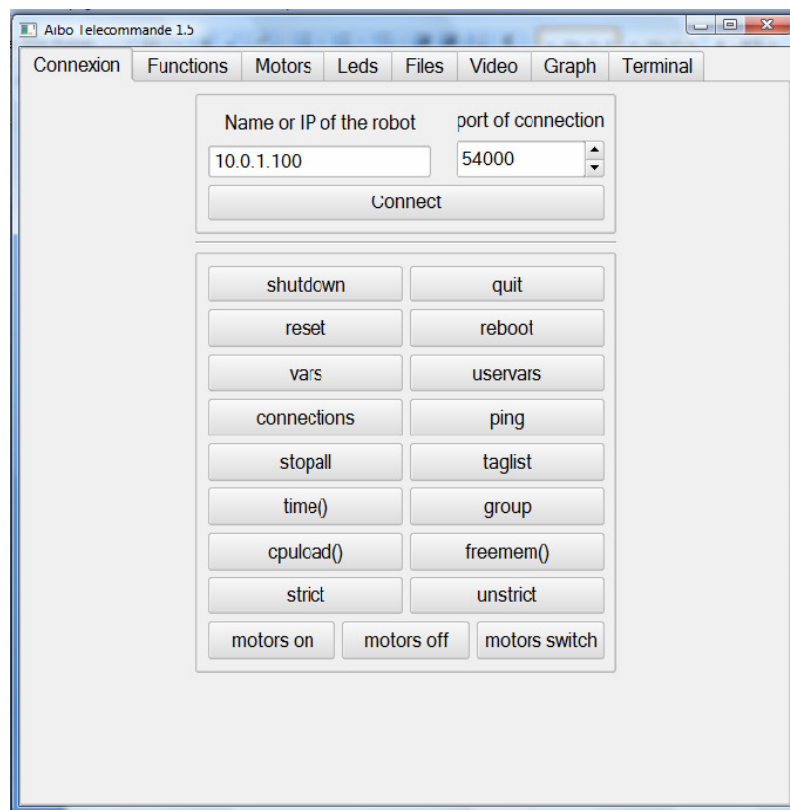 Aibo Telecommande 1.5
Connexion Functions Motors Leds Files Video Graph Terminal
Name or IP of the robot port of connection
10.0.1.100 54000
Connect
shutdown quit
reset reboot
vars uservars
connections ping
stopall taglist
time() group
cpuload() freemem()
strict unstrict
motors on motors off motors switch